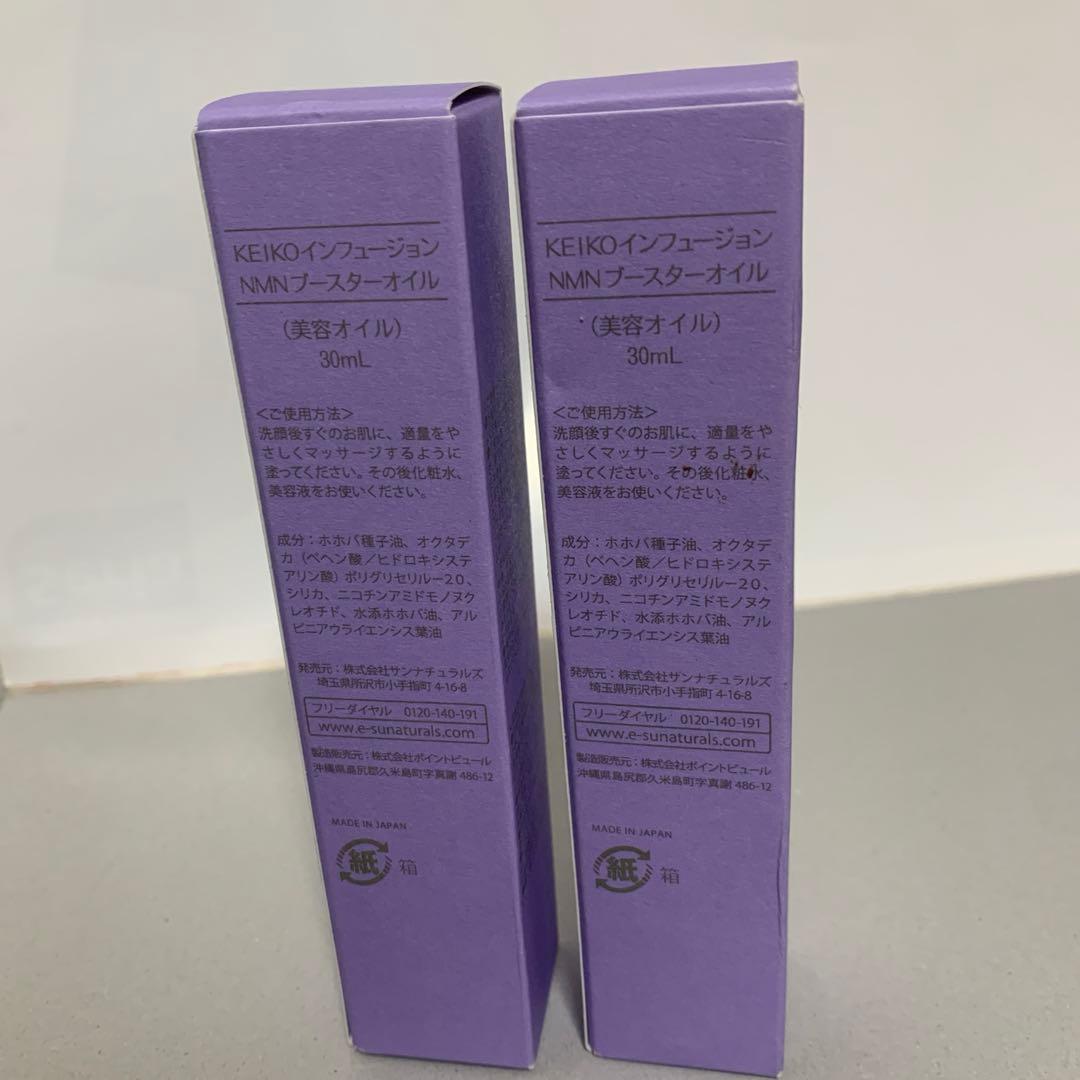 KEIKOインフュージョン
NMNブースターオイル
（美容オイル）
30mL
＜ご使用方法＞
洗顔後すぐのお肌に、適量をや
さしくマッサージするように
塗ってください。その後化粧水、
美容液をお使いください。
成分：ホホバ種子油、オクタデ
カ（ベヘン酸／ヒドロキシステ
アリン酸）ポリグリセリル－２０、
シリカ、ニコチンアミドモノヌク
レオチド、水添ホホバ油、アル
ピニアウライエンシス葉油
発売元：株式会社サンナチュラルズ
埼玉県所沢市小手指町 4-16-8
フリーダイヤル 0120-140-191
www.e-sunaturals.com
製造販売元：株式会社ポイントピュール
沖縄県島尻郡久米島町字真謝 486-12
MADE IN JAPAN
紙 箱
KEIKOインフュージョン
NMNブースターオイル
（美容オイル）
30mL
＜ご使用方法＞
洗顔後すぐのお肌に、適量をや
さしくマッサージするように
塗ってください。その後化粧水、
美容液をお使いください。
成分：ホホバ種子油、オクタデ
カ（ベヘン酸／ヒドロキシステ
アリン酸）ポリグリセリル－２０、
シリカ、ニコチンアミドモノヌク
レオチド、水添ホホバ油、アル
ピニアウライエンシス葉油
発売元：株式会社サンナチュラルズ
埼玉県所沢市小手指町 4-16-8
フリーダイヤル 0120-140-191
www.e-sunaturals.com
製造販売元：株式会社ポイントピュール
沖縄県島尻郡久米島町字真謝 486-12
MADE IN JAPAN
紙 箱